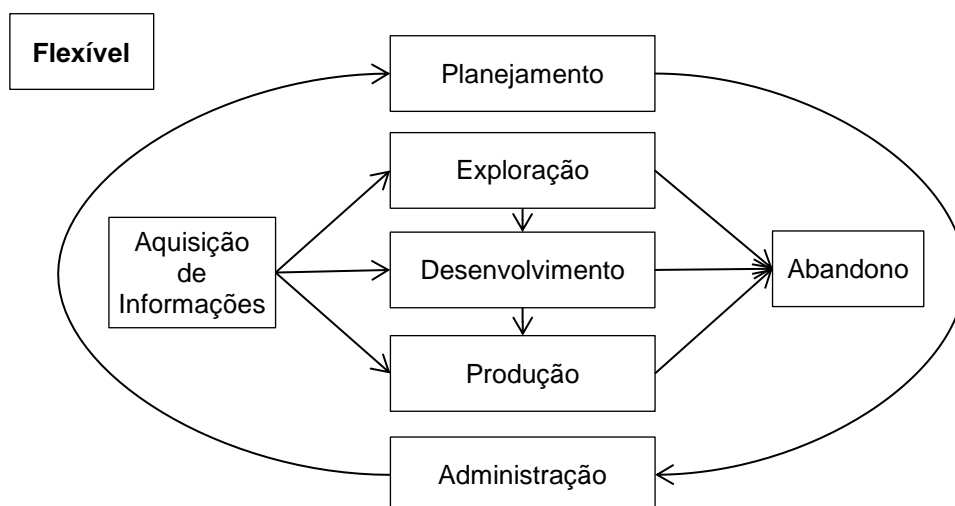 Flexível
Planejamento
Exploração
Aquisição
de
Informações
Desenvolvimento
Abandono
Produção
Administração